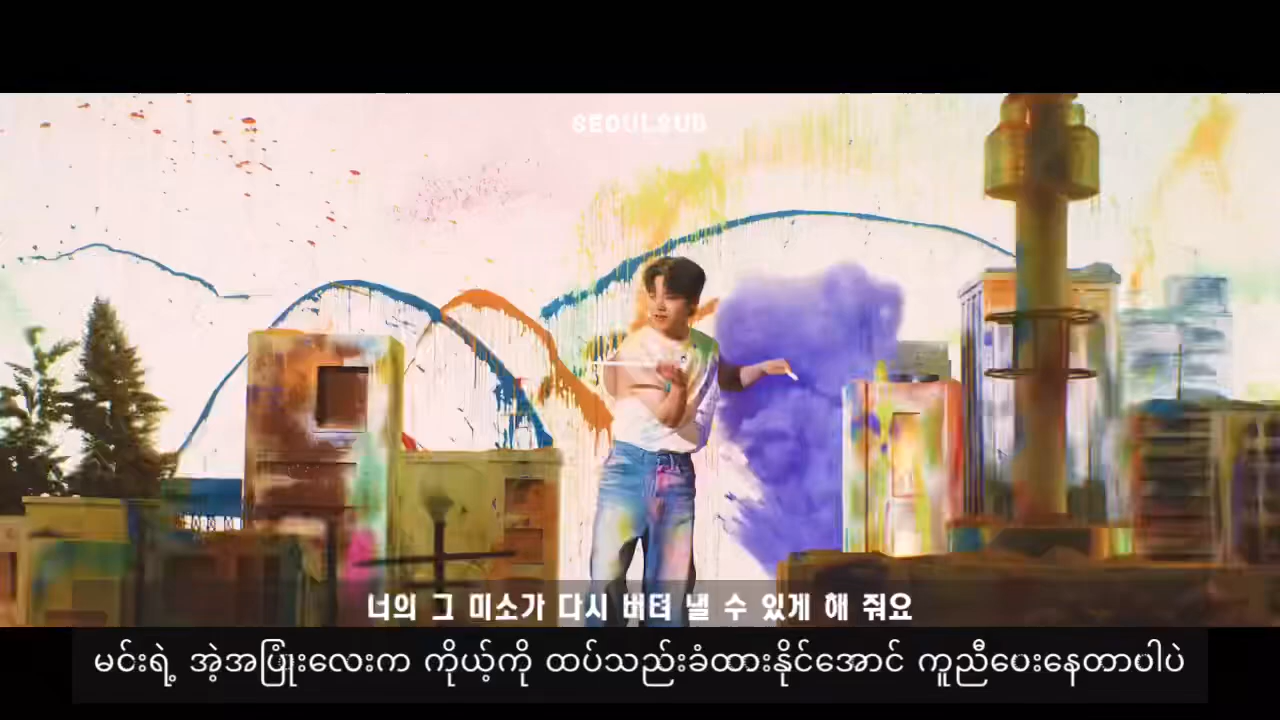 SEOULSUB
너의 그 미소가 다시 버텨 낼 수 있게 해 줘요
မင်းရဲ့ အဲ့အပြုံးလေးက ကိုယ့်ကို ထပ်သည်းခံထားနိုင်အောင် ကူညီပေးနေတာပါပဲ